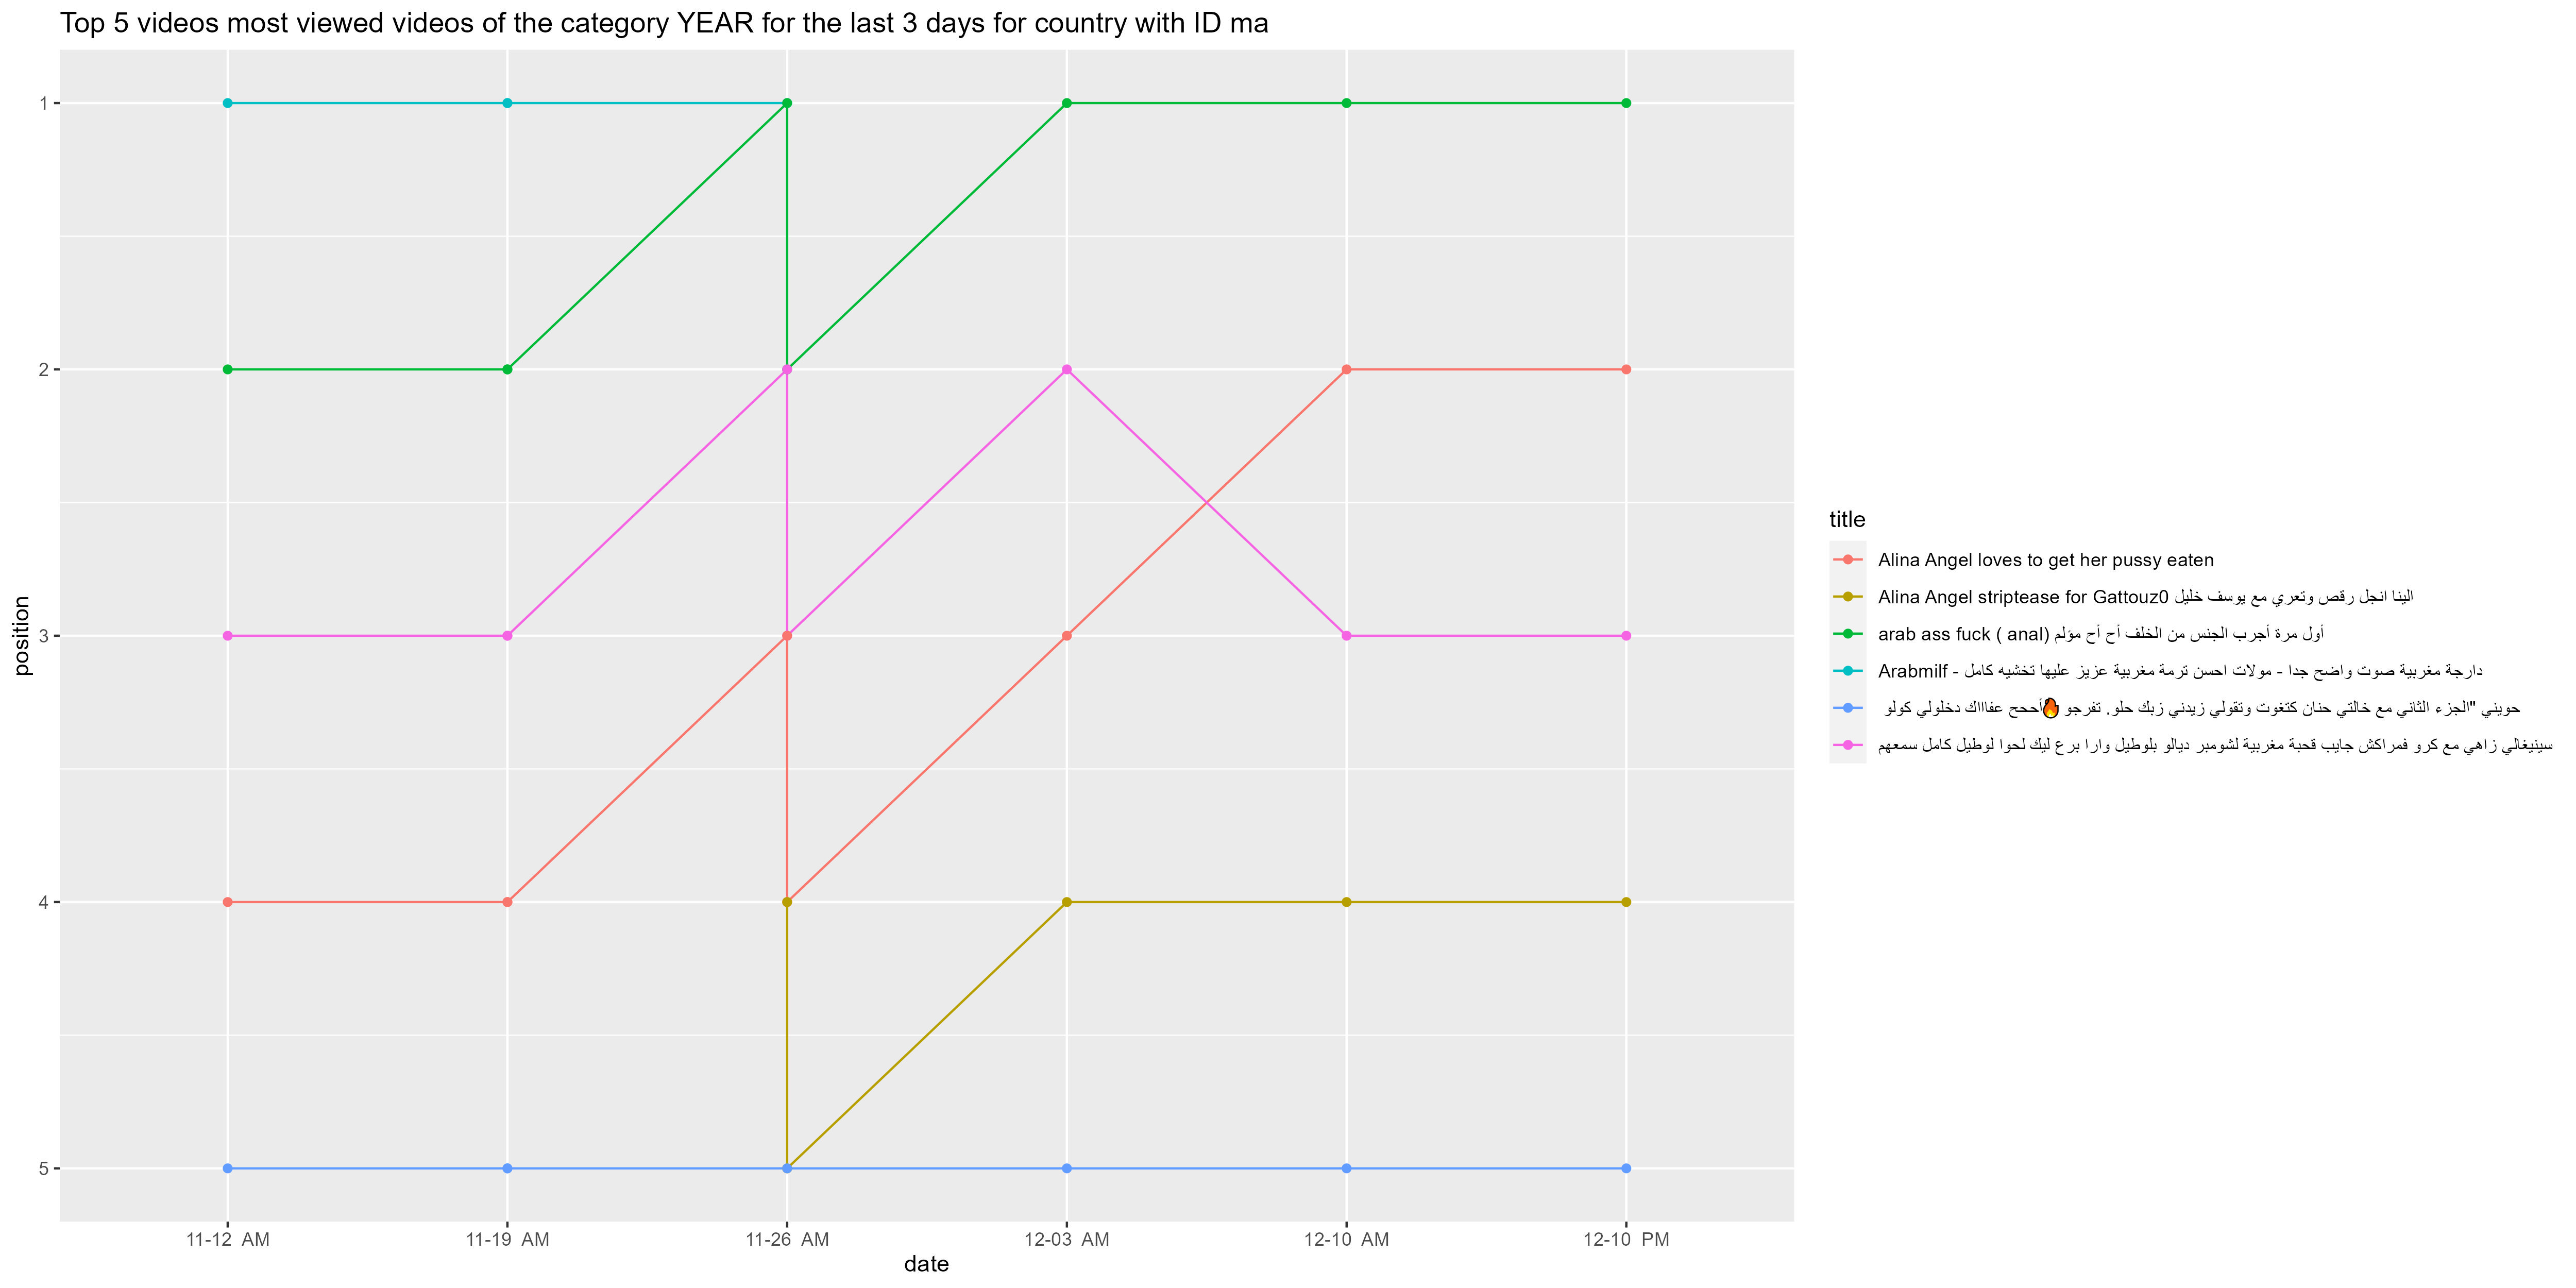 Top 5 videos most viewed videos of the category YEAR for the last 3 days for country with ID ma
position
1
2
3
4
5
11-12 AM
11-19 AM
11-26 AM
12-03 AM
12-10 AM
12-10 PM
date
title
Alina Angel loves to get her pussy eaten
Alina Angel striptease for Gattouz0 الينا انجل رقص وتعري مع يوسف خليل
arab ass fuck ( anal) أول مرة أجرب الجنس من الخلف أح أح مؤلم
Arabmilf - دارجة مغربية صوت واضح جدا - مولات احسن ترمة مغربية عزيز عليها تخشيه كامل
حويني "الجزء الثاني مع خالتي حنان كتغوت وتقولي زيدني زبك حلو. تفرجو 🔥أححح عفاااك دخلولي كولو
سينيغالي زاهي مع كرو فمراكش جايب قحبة مغربية لشومبر ديالو بلوطيل وارا برع ليك لحوا لوطيل كامل سمعهم